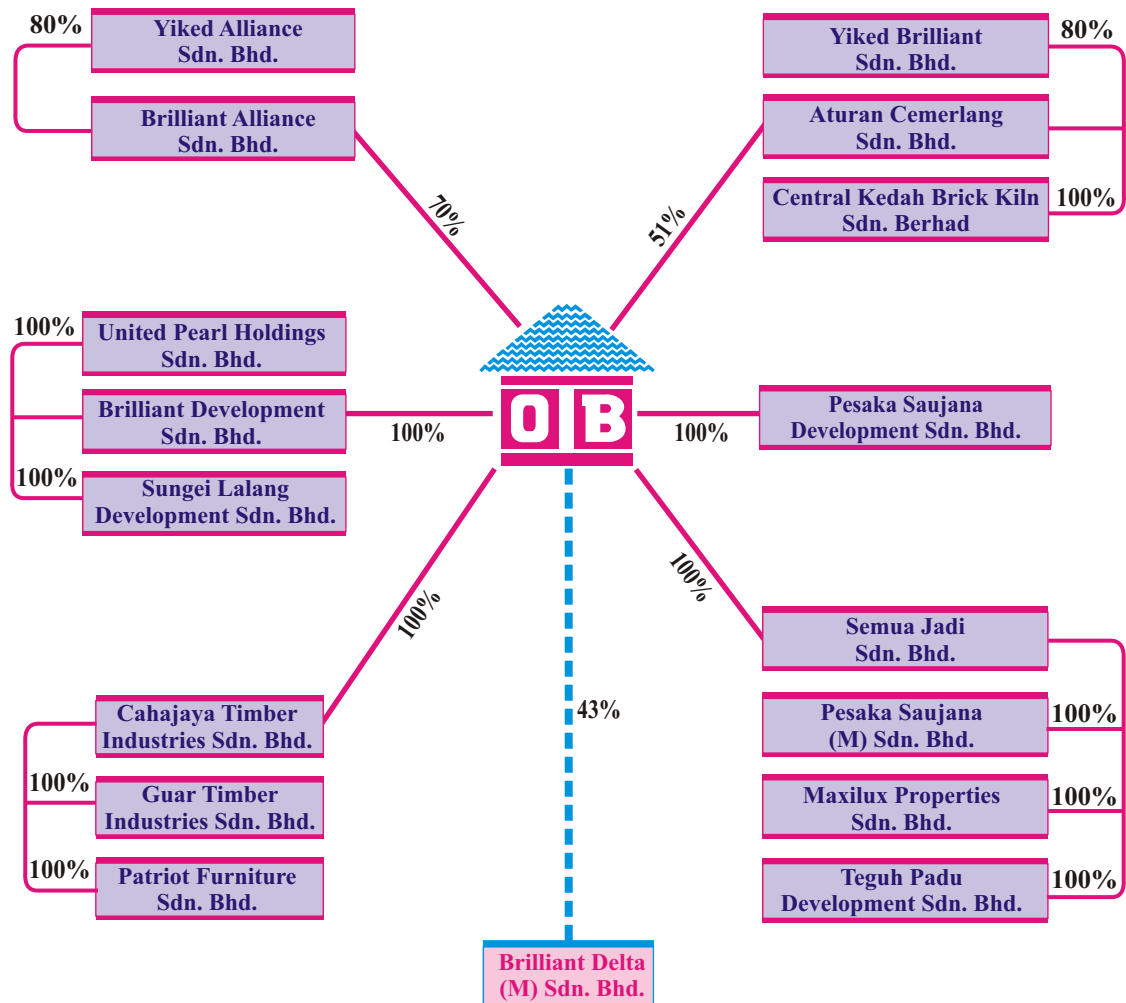 80%
Yiked Alliance
Sdn. Bhd.
Brilliant Alliance
Sdn. Bhd.
70%
Yiked Brilliant
Sdn. Bhd.
80%
Aturan Cemerlang
Sdn. Bhd.
Central Kedah Brick Kiln
Sdn. Berhad
100%
51%
100%
United Pearl Holdings
Sdn. Bhd.
Brilliant Development
Sdn. Bhd.
100%
100%
Sungei Lalang
Development Sdn. Bhd.
OB
100%
Pesaka Saujana
Development Sdn. Bhd.
100%
Cahajaya Timber
Industries Sdn. Bhd.
100%
Guar Timber
Industries Sdn. Bhd.
100%
Patriot Furniture
Sdn. Bhd.
43%
Brilliant Delta
(M) Sdn. Bhd.
100%
Semua Jadi
Sdn. Bhd.
Pesaka Saujana
(M) Sdn. Bhd.
100%
Maxilux Properties
Sdn. Bhd.
100%
Teguh Padu
Development Sdn. Bhd.
100%